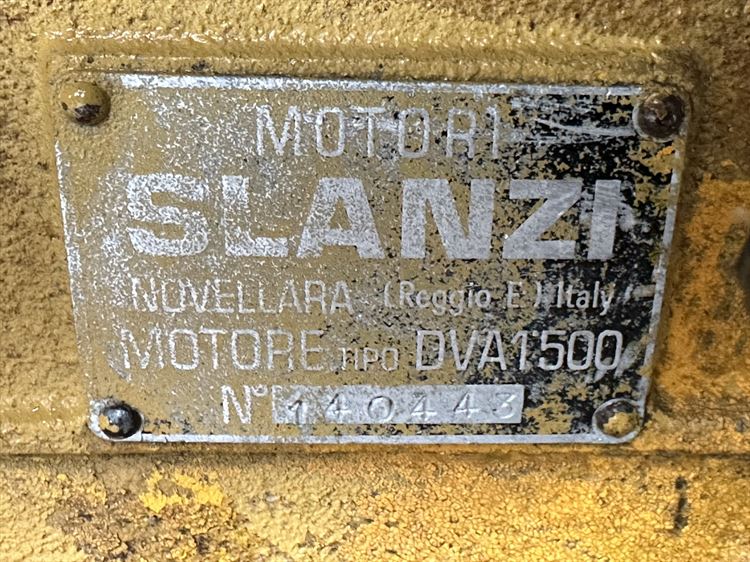 MOTORI
SLANZI
NOVELLARA (Reggio E.) Italy
MOTORE TIPO DVA1500
N° 140443